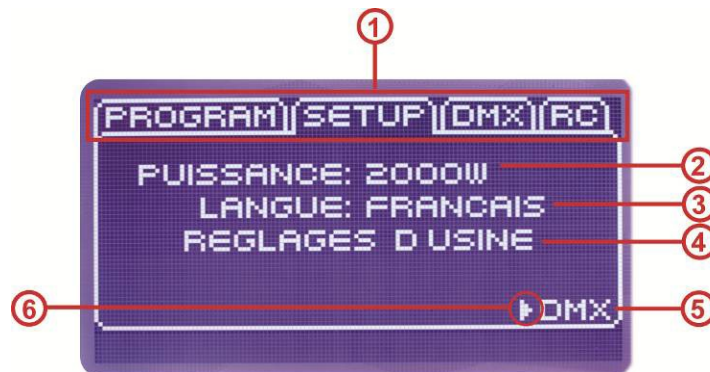 1
PROGRAM SETUP DMX RC
PUISSANCE: 2000W 2
LANGUE: FRANCAIS 3
REGLAGES D USINE 4
6 DMX 5